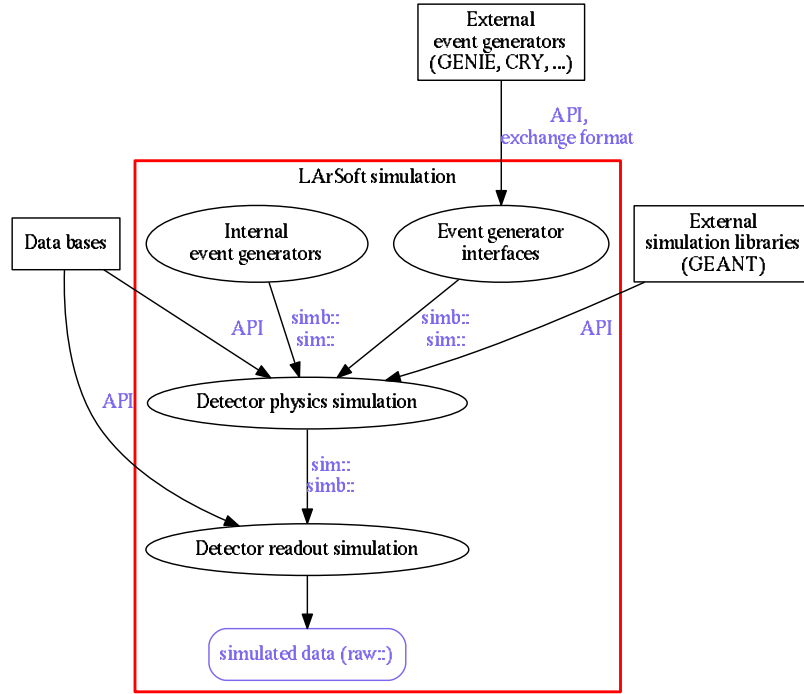 External
event generators
(GENIE, CRY, ...)
API,
exchange format
LArSoft simulation
Data bases
Internal
event generators
Event generator
interfaces
External
simulation libraries
(GEANT)
API
simb::
sim::
simb::
sim::
API
API
Detector physics simulation
sim::
simb::
Detector readout simulation
simulated data (raw::)